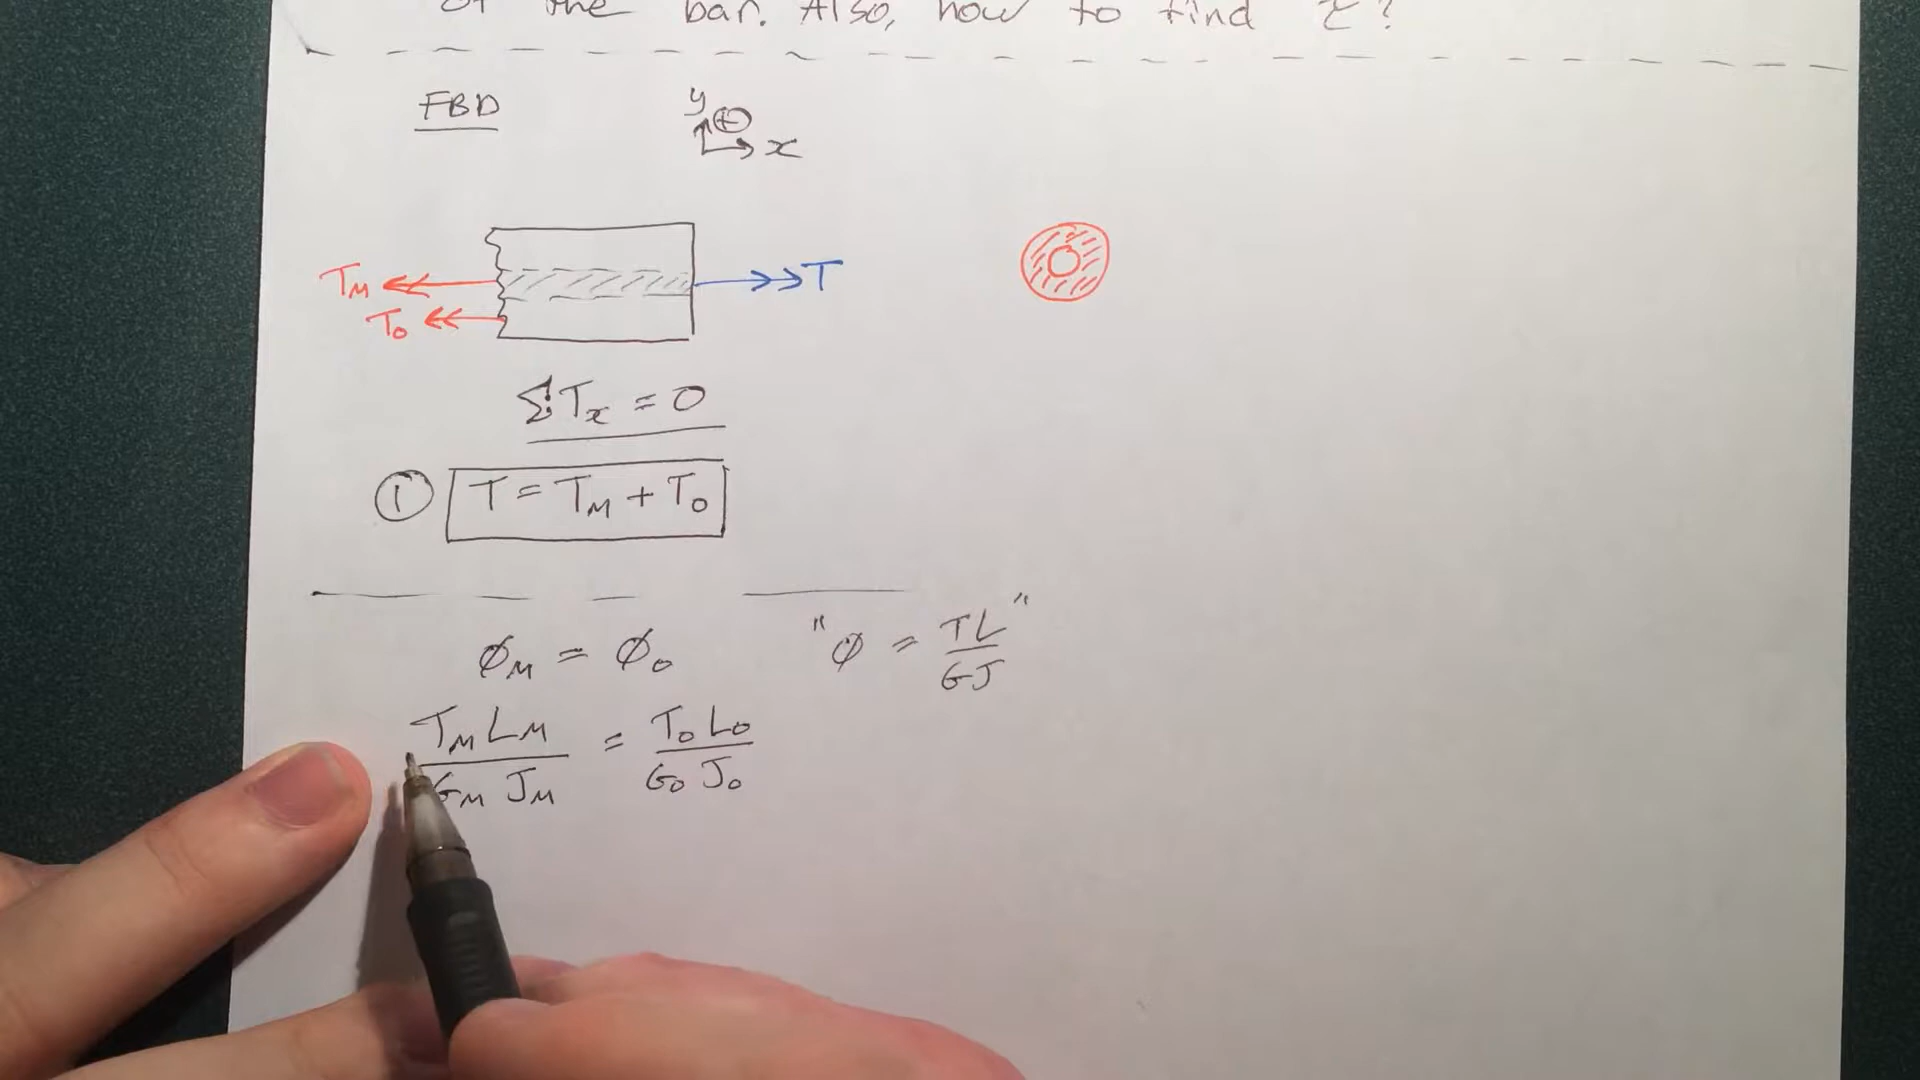 of the bar. Also, how to find τ?
FBD
y
⊕
x
T_M
T_O
T
ΣT_x = 0
① T = T_M + T_O
φ_M = φ_O
" φ = TL/GJ "
T_M L_M / G_M J_M = T_O L_O / G_O J_O